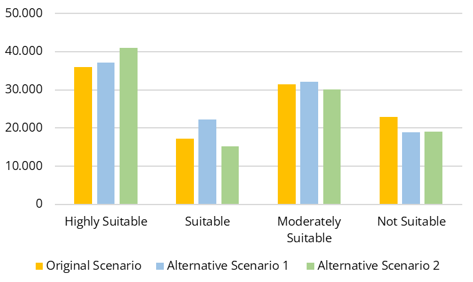 50.000
40.000
30.000
20.000
10.000
0
Highly Suitable
Suitable
Moderately
Suitable
Not Suitable
Original Scenario
Alternative Scenario 1
Alternative Scenario 2